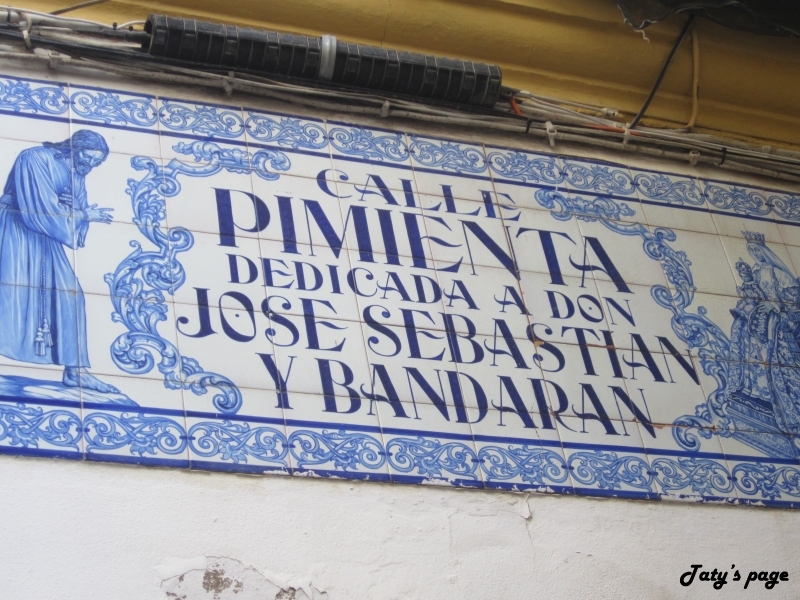 CALLE
PIMIENTA
DEDICADA A DON
JOSE SEBASTIAN
Y BANDARAN
Taty's page